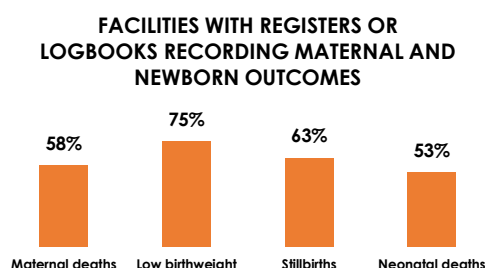 FACILITIES WITH REGISTERS OR
LOGBOOKS RECORDING MATERNAL AND
NEWBORN OUTCOMES
58%
75%
63%
53%
Maternal deaths
Low birthweight
Stillbirths
Neonatal deaths